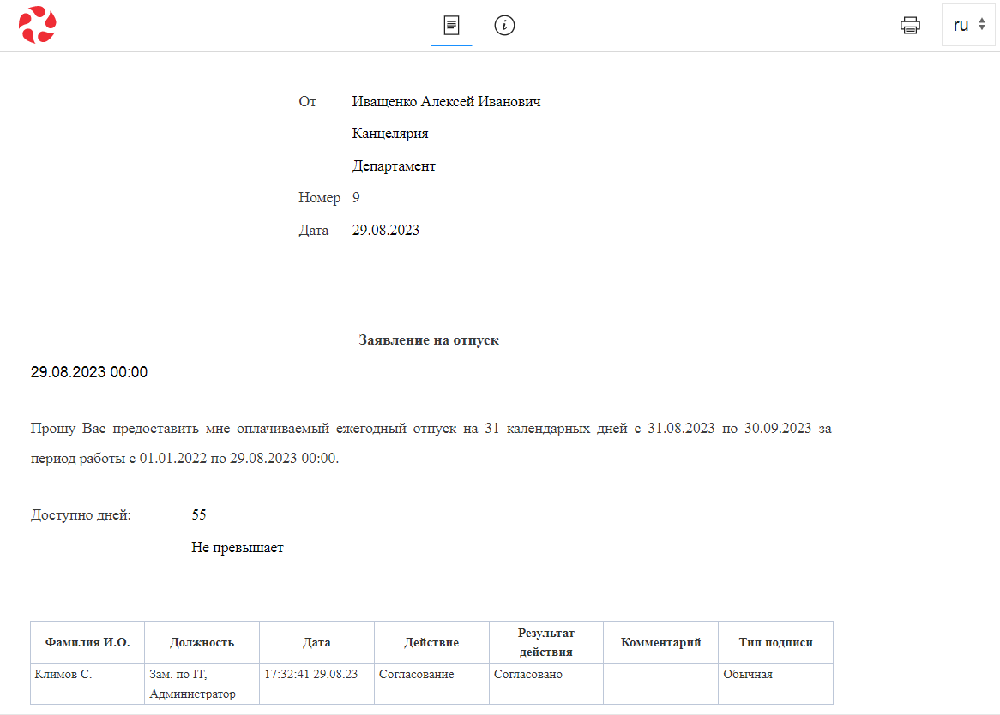 ru
От Иващенко Алексей Иванович
Канцелярия
Департамент
Номер 9
Дата 29.08.2023
Заявление на отпуск
29.08.2023 00:00
Прошу Вас предоставить мне оплачиваемый ежегодный отпуск на 31 календарных дней с 31.08.2023 по 30.09.2023 за
период работы с 01.01.2022 по 29.08.2023 00:00.
Доступно дней: 55
Не превышает
Фамилия И.О. Должность Дата Действие Результат действия Комментарий Тип подписи
Климов С. Зам. по IT, Администратор 17:32:41 29.08.23 Согласование Согласовано Обычная